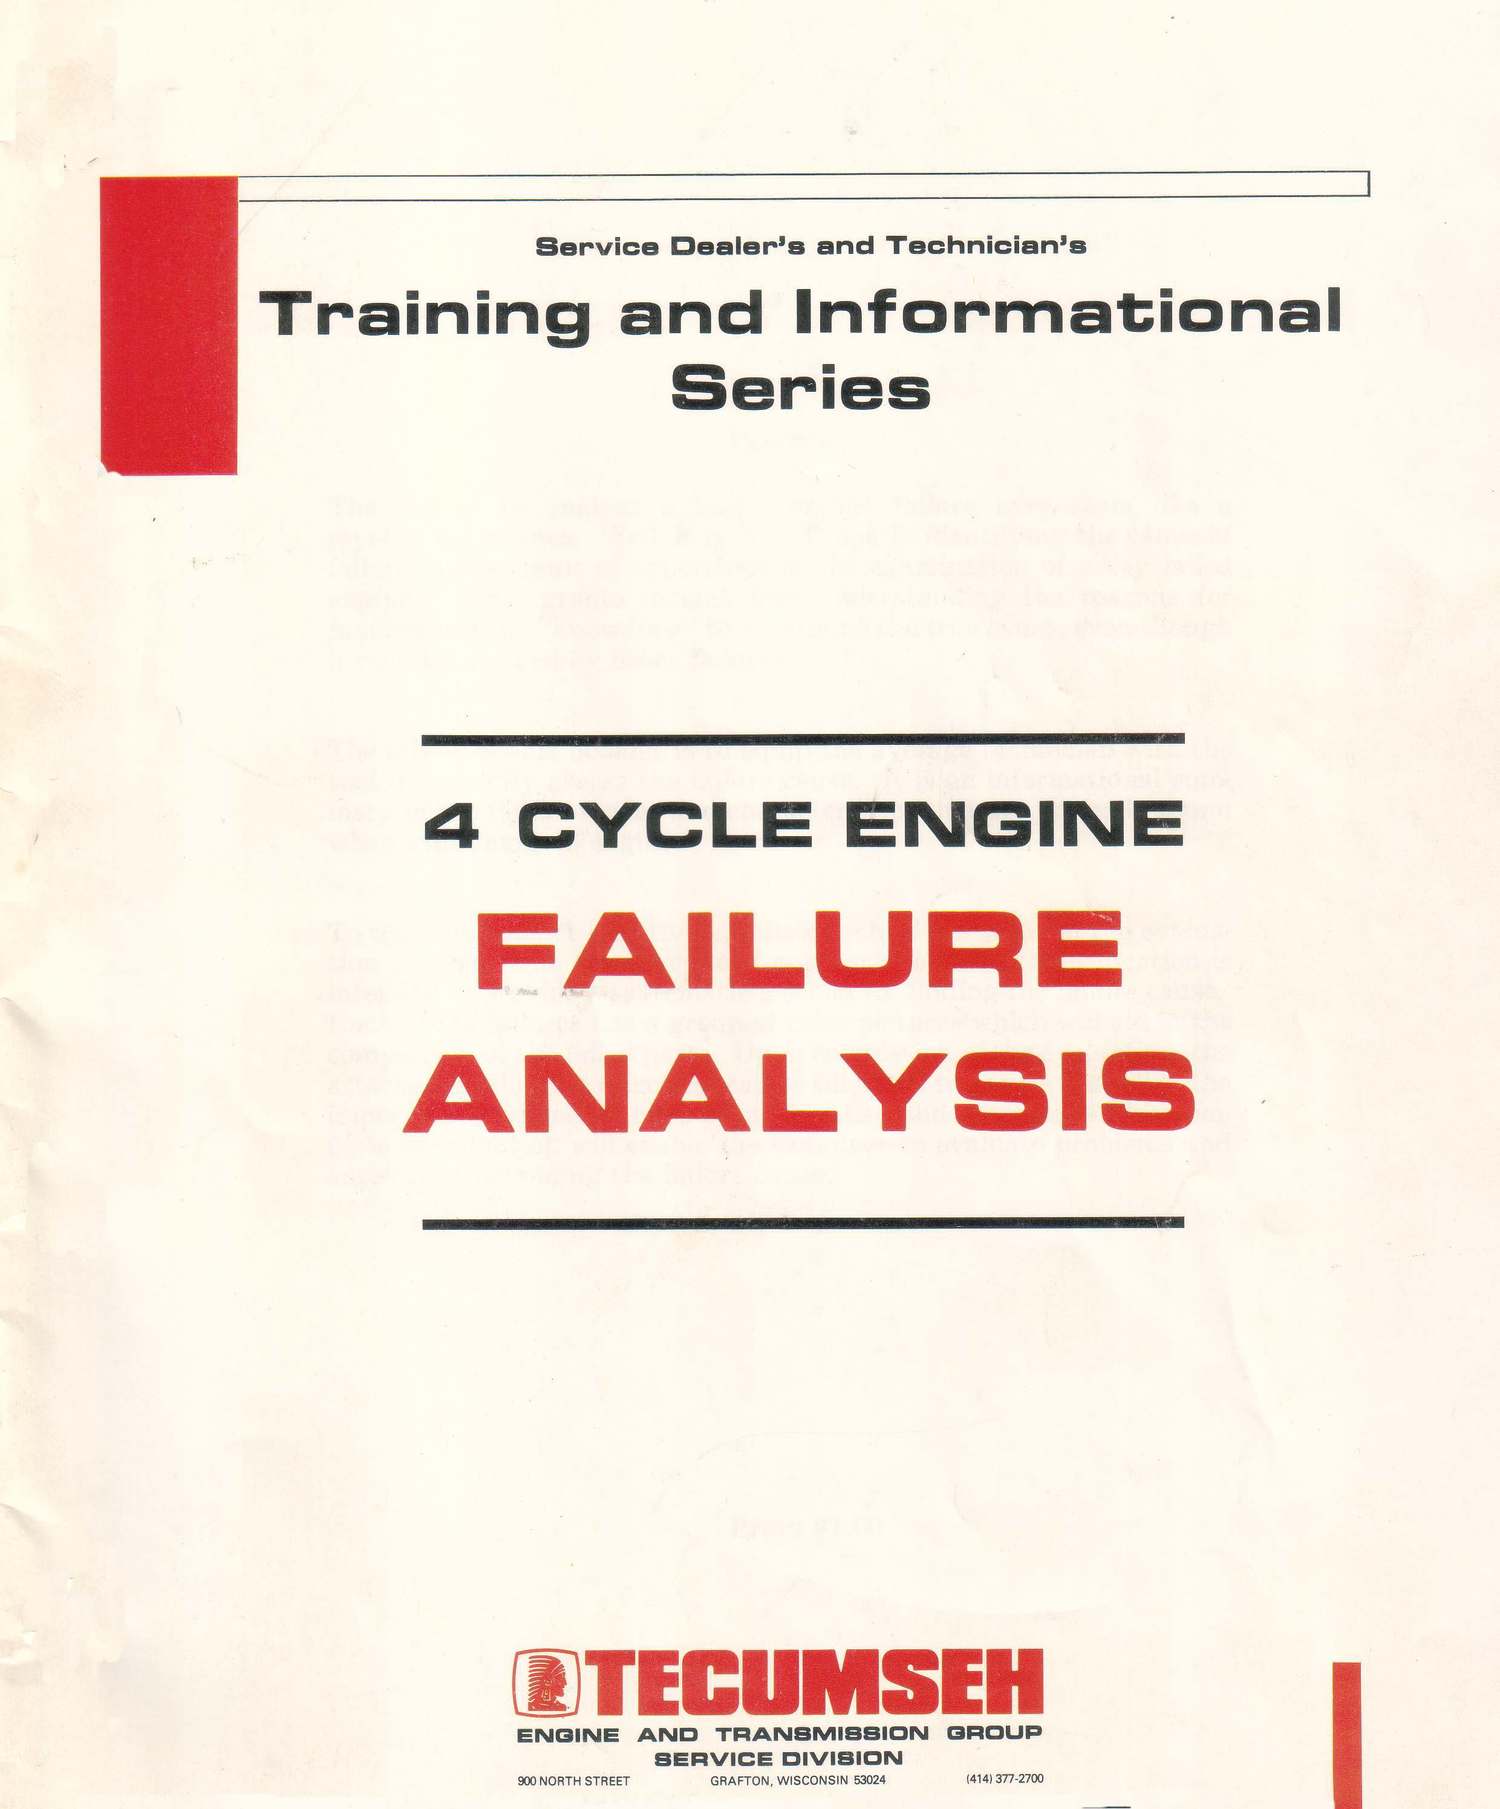 Service Dealer's and Technician's
Training and Informational
Series
4 CYCLE ENGINE
FAILURE
ANALYSIS
TECUMSEH
ENGINE AND TRANSMISSION GROUP
SERVICE DIVISION
900 NORTH STREET GRAFTON, WISCONSIN 53024 (414) 377-2700